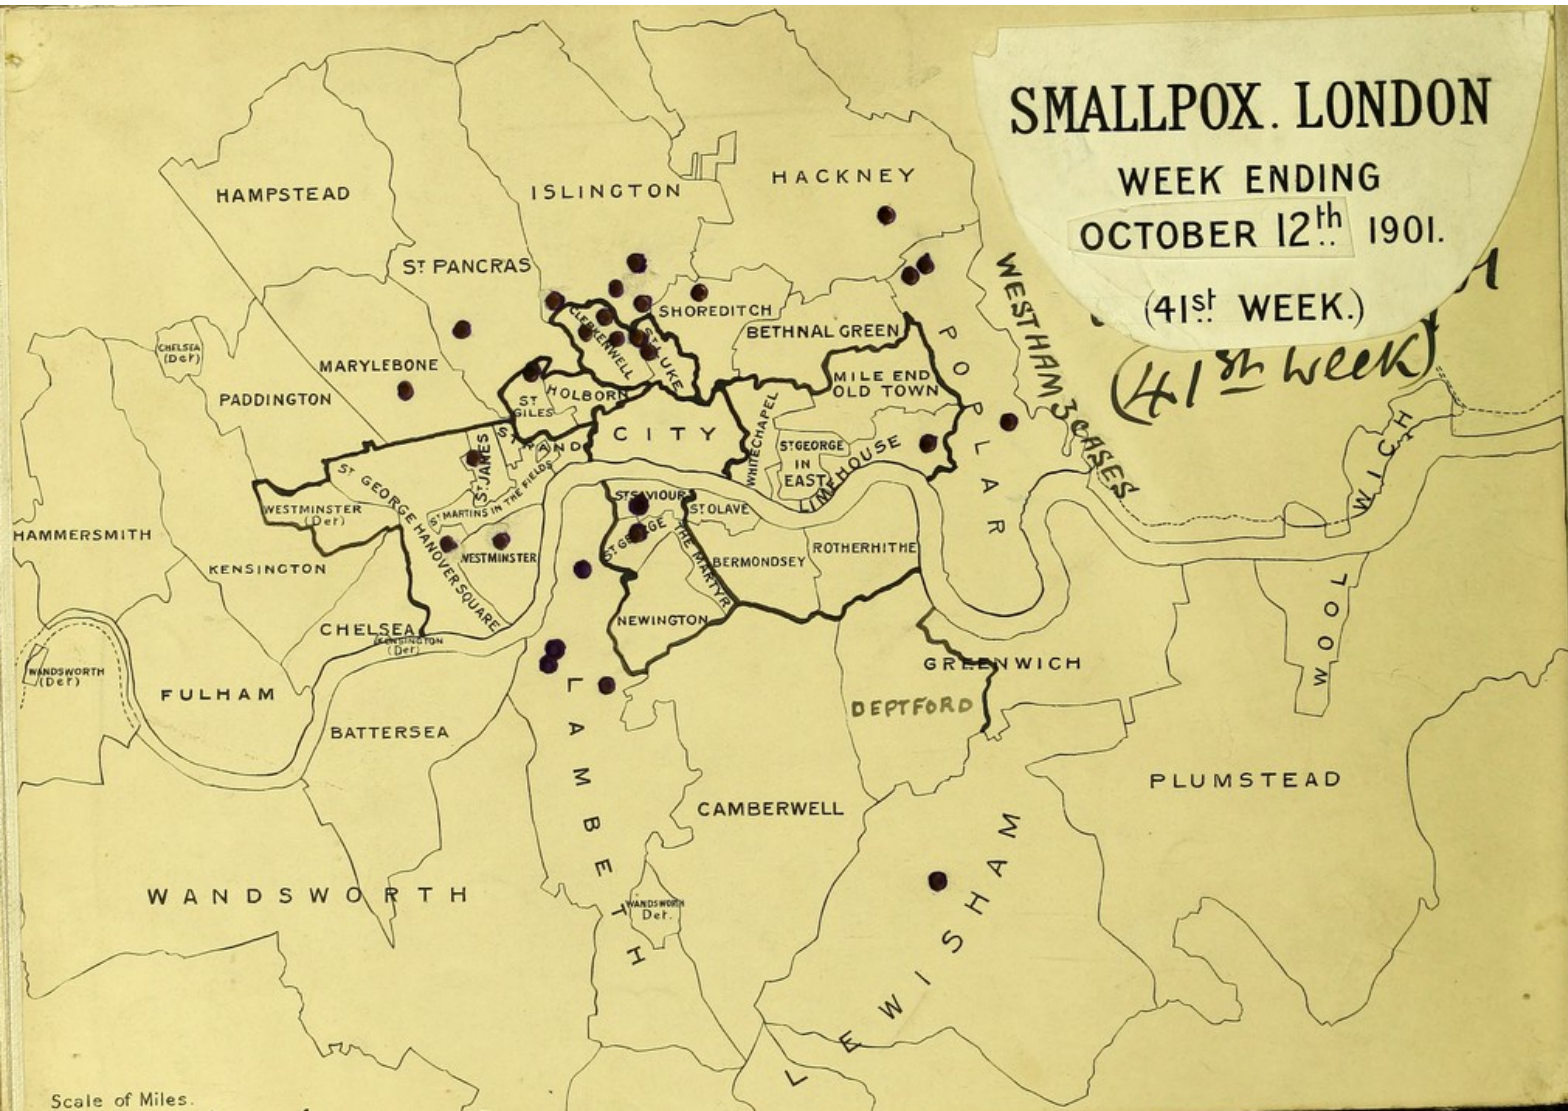 SMALLPOX. LONDON
WEEK ENDING
OCTOBER 12th 1901.
(41st WEEK.)
(41st week)
HAMPSTEAD
ISLINGTON
HACKNEY
ST PANCRAS
WEST HAM 3 CASES
SHOREDITCH
BETHNAL GREEN
CLERKENWELL
ST LUKE
POPLAR
CHELSEA
(Det)
MARYLEBONE
PADDINGTON
MILE END
OLD TOWN
HOLBORN
ST
GILES
CITY
STRAND
WHITECHAPEL
ST GEORGE
IN
EAST
LIMEHOUSE
ST JAMES
ST MARTINS IN THE FIELDS
ST GEORGE HANOVER SQUARE
WESTMINSTER
(Det)
WESTMINSTER
ST SAVIOUR
ST OLAVE
ST GEORGE THE MARTYR
BERMONDSEY
ROTHERHITHE
HAMMERSMITH
KENSINGTON
NEWINGTON
CHELSEA
KENSINGTON
(Det)
WOOLWICH
GREENWICH
WANDSWORTH
(Det)
FULHAM
BATTERSEA
LAMBETH
DEPTFORD
PLUMSTEAD
CAMBERWELL
WANDSWORTH
WANDSWORTH
Det.
LEWISHAM
Scale of Miles.